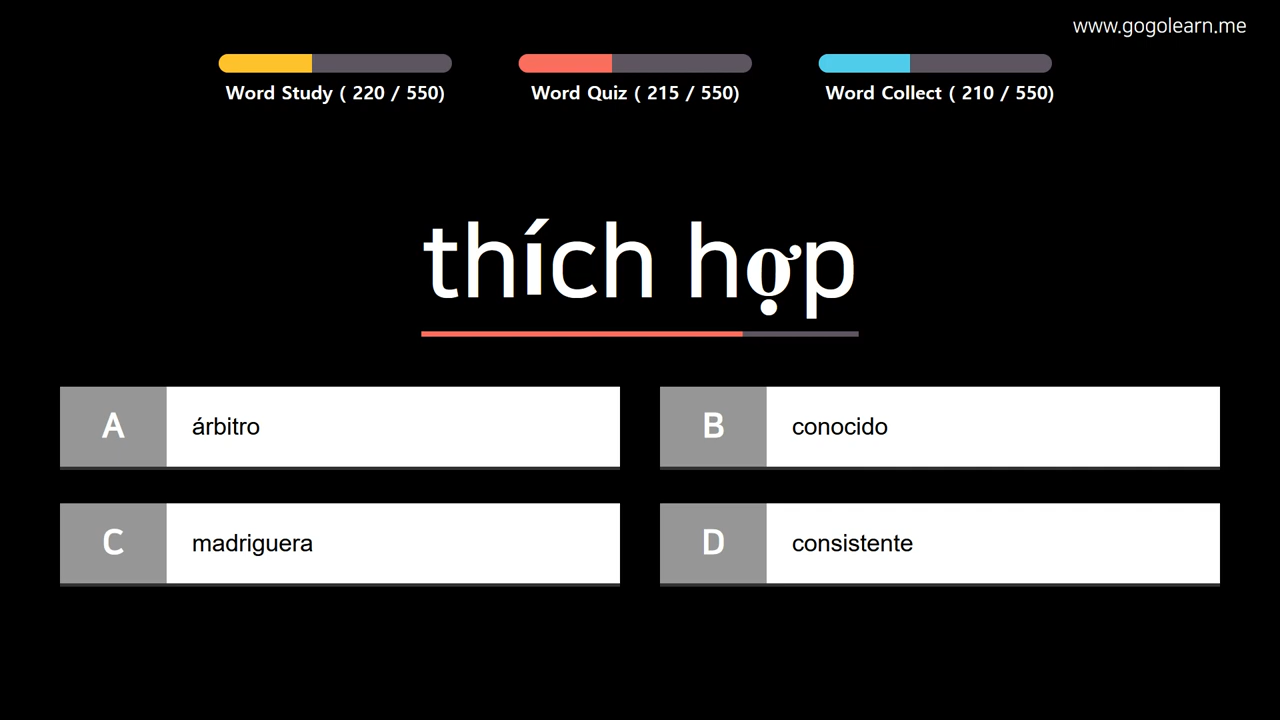 www.gogolearn.me
Word Study ( 220 / 550)
Word Quiz ( 215 / 550)
Word Collect ( 210 / 550)
thích hợp
A árbitro
B conocido
C madriguera
D consistente